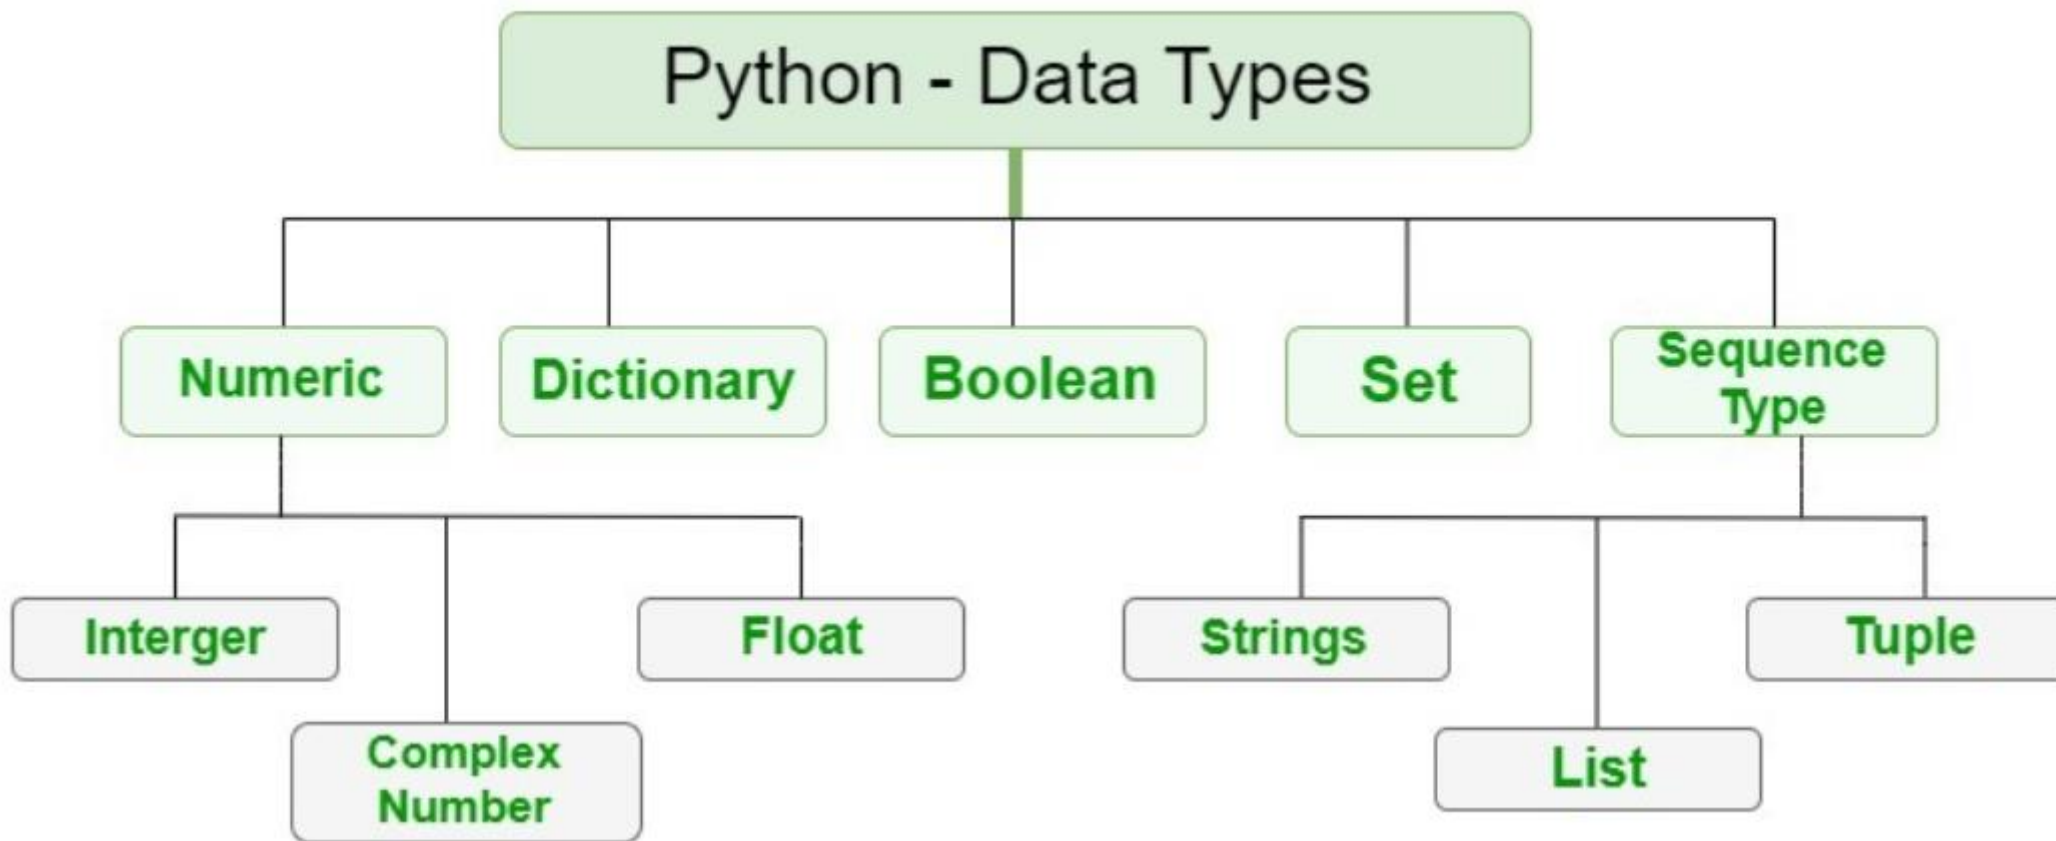 Python - Data Types
Numeric
Dictionary
Boolean
Set
Sequence
Type
Interger
Float
Strings
Tuple
Complex
Number
List